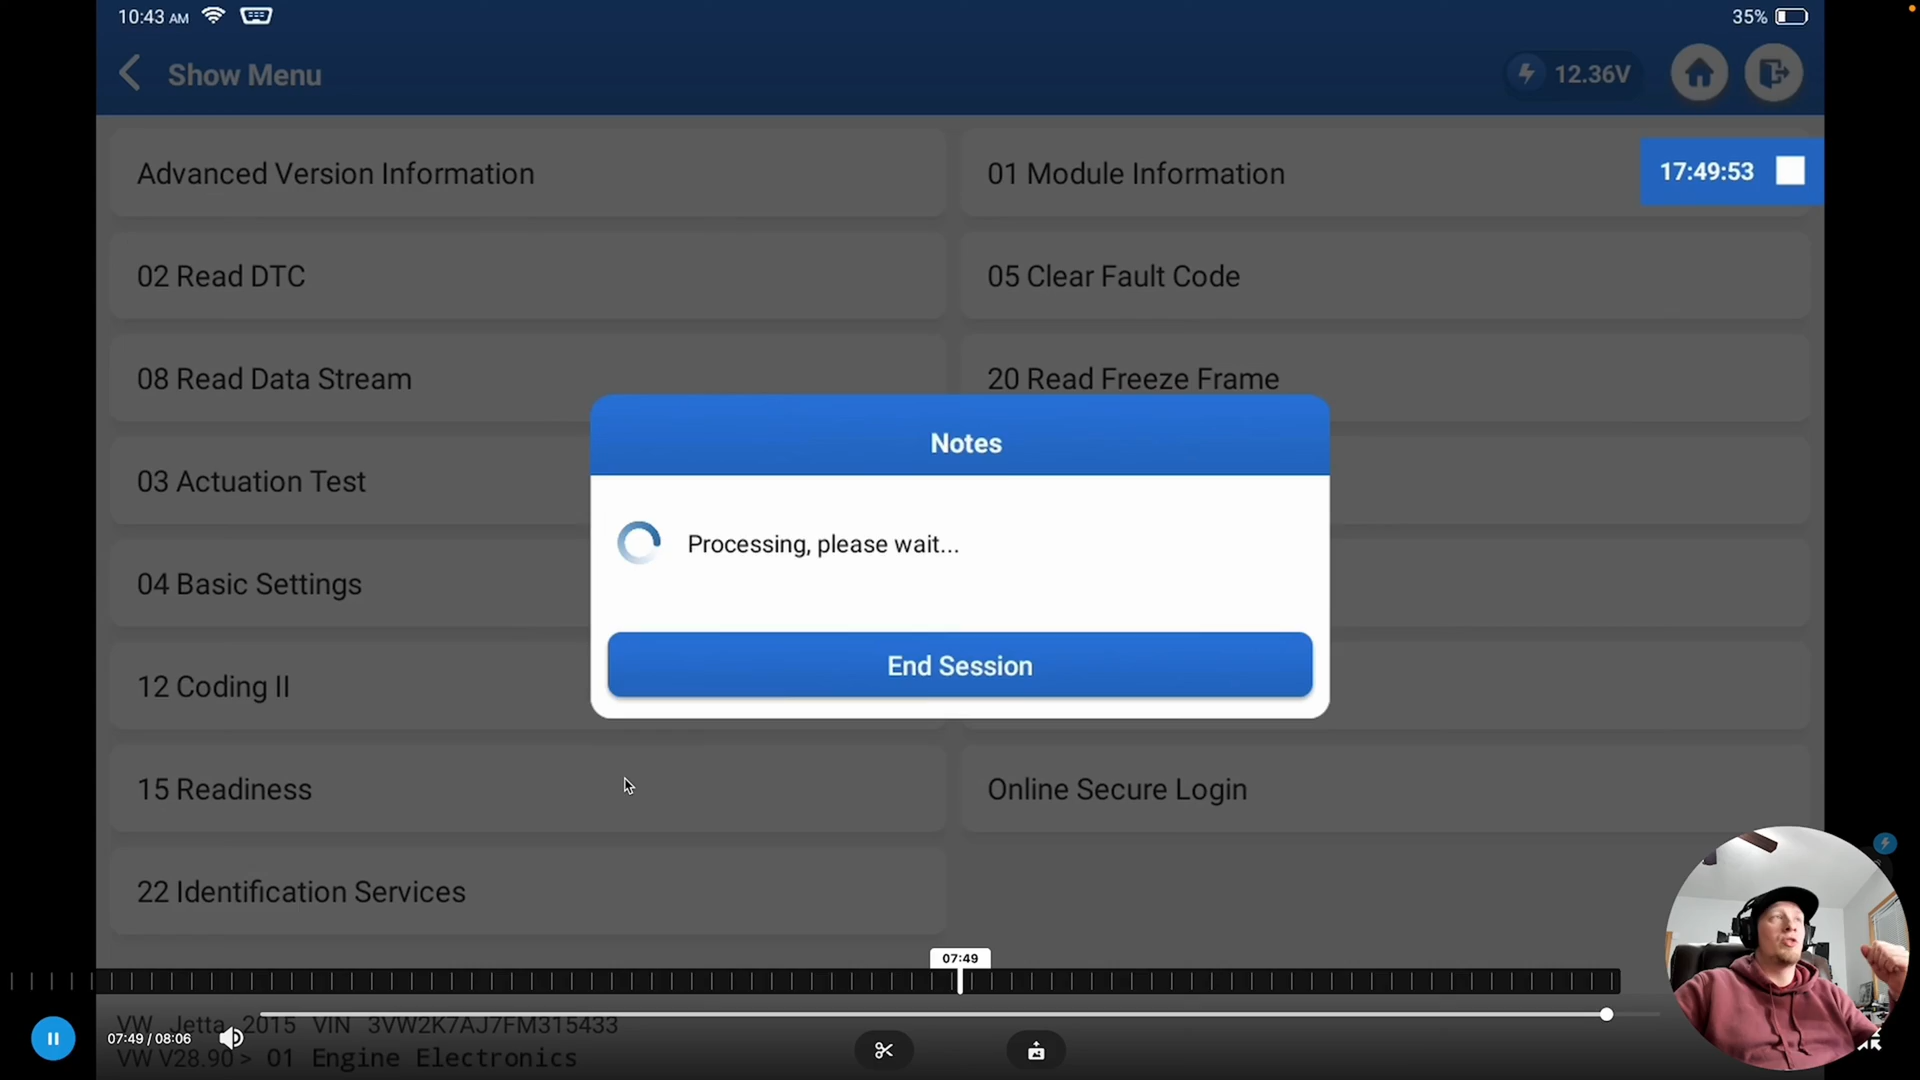 10:43 AM
35%
Show Menu
12.36V
Advanced Version Information
01 Module Information
17:49:53
02 Read DTC
05 Clear Fault Code
08 Read Data Stream
20 Read Freeze Frame
03 Actuation Test
Notes
Processing, please wait...
04 Basic Settings
End Session
12 Coding II
15 Readiness
Online Secure Login
22 Identification Services
07:49
VW Jetta 2015 VIN 3VW2K7AJ7FM315433
07:49 / 08:06
VW V28.90 > 01 Engine Electronics